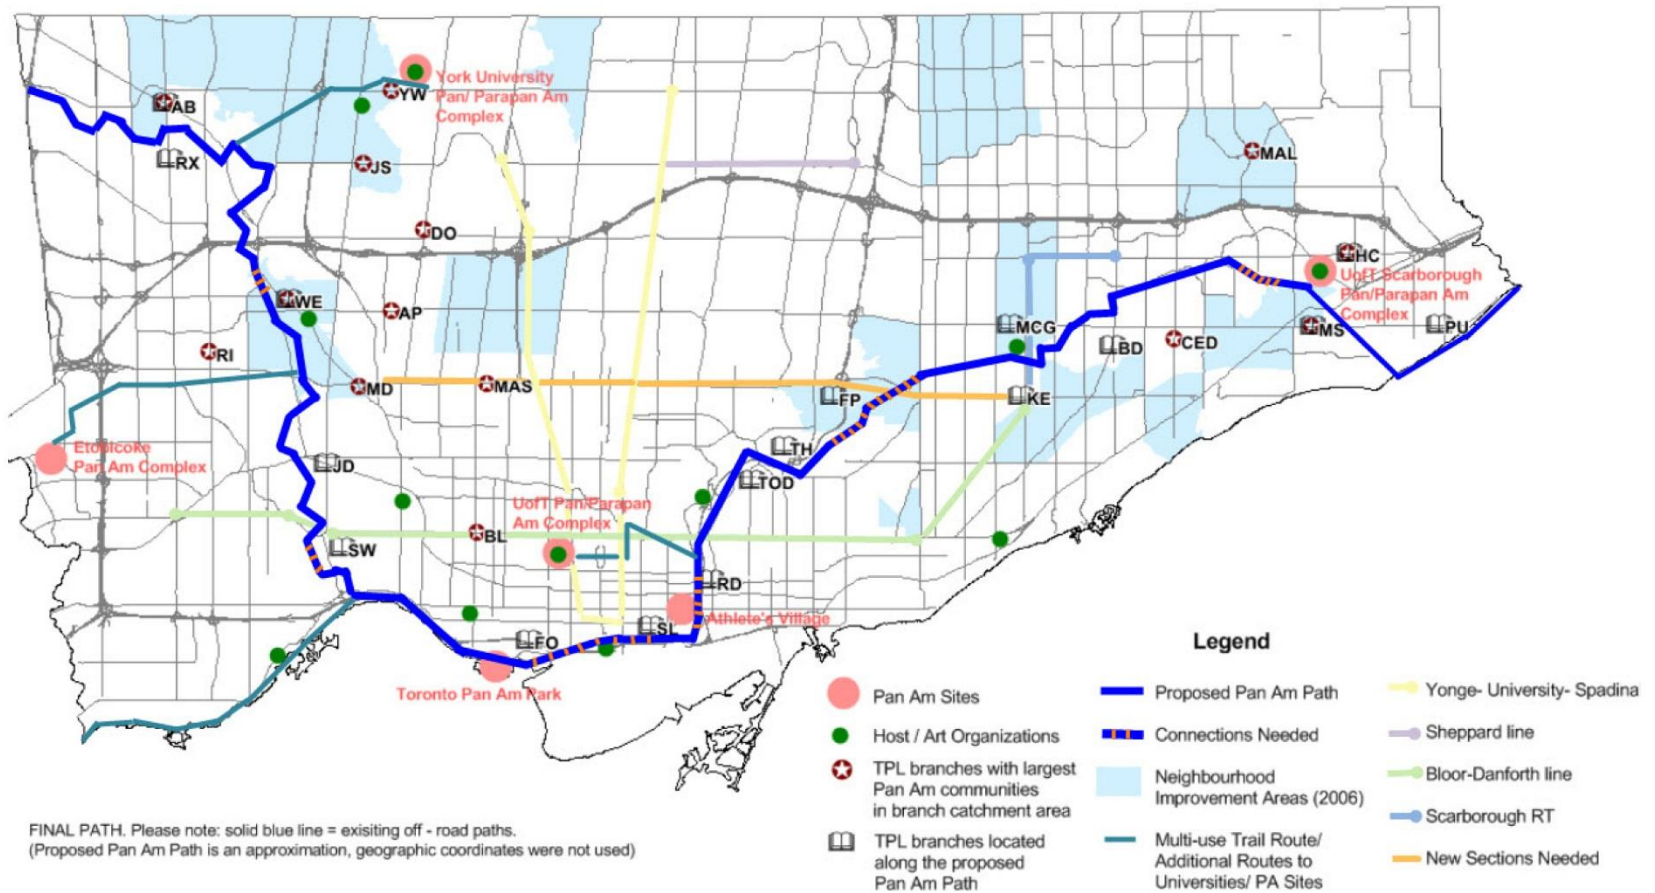 York University
Pan/ Parapan Am
Complex
AB
YW
RX
JS
MAL
DO
HC
UofT Scarborough
Pan/Parapan Am
Complex
WE
AP
MCG
MS
PU
RI
BD
CED
MD
MAS
FP
KE
Etobicoke
Pan Am Complex
JD
TH
TOD
UofT Pan/Parapan
Am Complex
BL
SW
RD
Athlete's Village
SL
FO
Toronto Pan Am Park
Legend
Pan Am Sites
Host / Art Organizations
TPL branches with largest
Pan Am communities
in branch catchment area
TPL branches located
along the proposed
Pan Am Path
Proposed Pan Am Path
Connections Needed
Neighbourhood
Improvement Areas (2006)
Multi-use Trail Route/
Additional Routes to
Universities/ PA Sites
Yonge- University- Spadina
Sheppard line
Bloor-Danforth line
Scarborough RT
New Sections Needed
FINAL PATH. Please note: solid blue line = exisiting off - road paths.
(Proposed Pan Am Path is an approximation, geographic coordinates were not used)